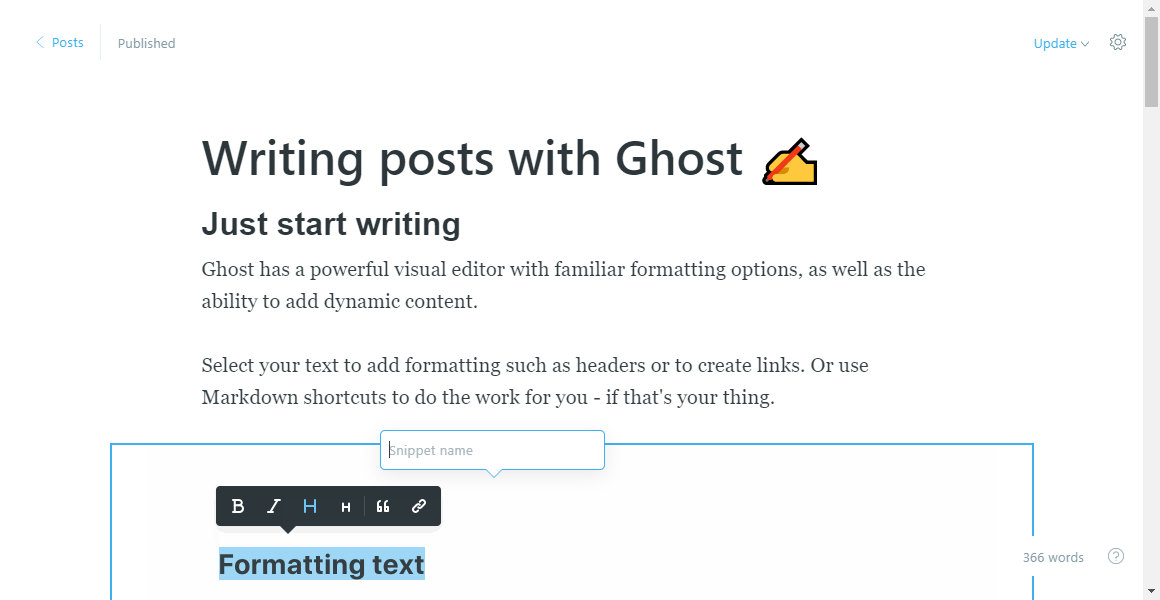 Posts
Published
Update
Writing posts with Ghost ✍
Just start writing
Ghost has a powerful visual editor with familiar formatting options, as well as the
ability to add dynamic content.
Select your text to add formatting such as headers or to create links. Or use
Markdown shortcuts to do the work for you - if that's your thing.
Snippet name
B I H H
Formatting text
366 words
?